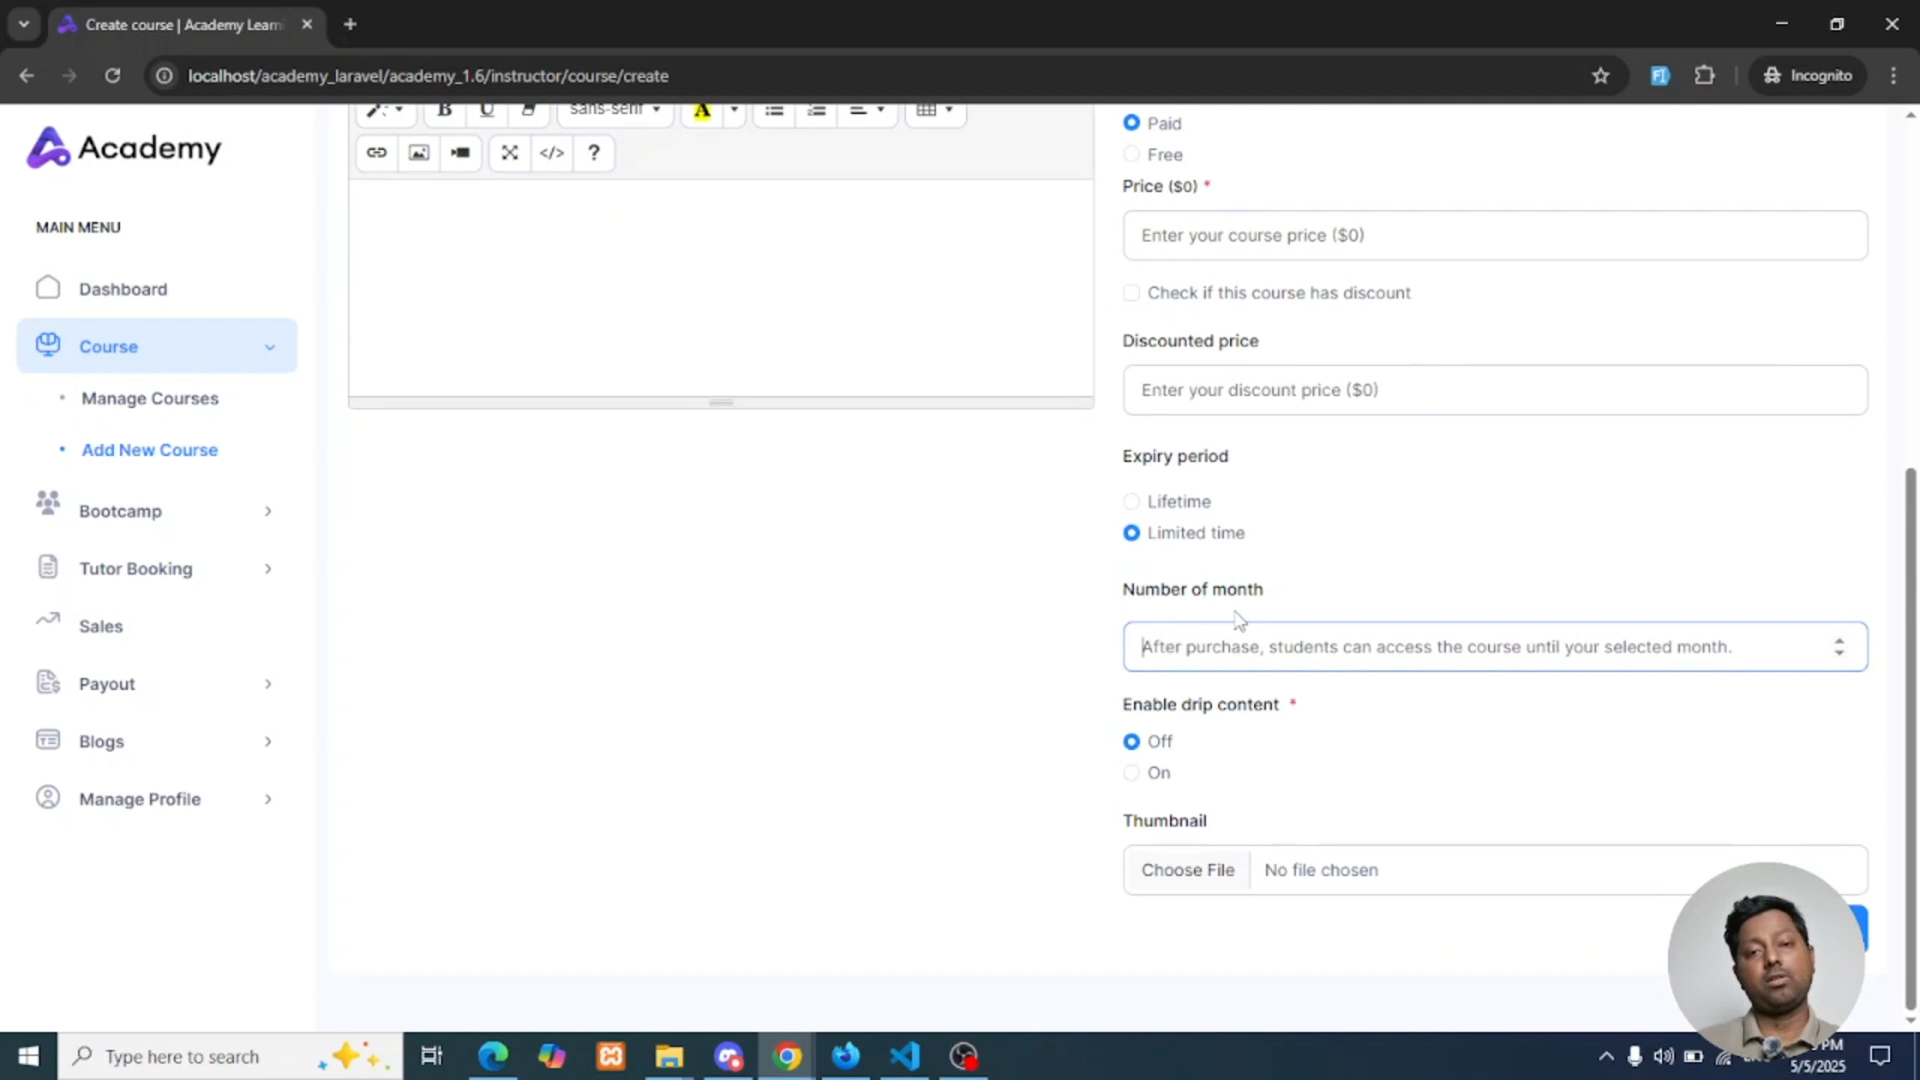 Create course | Academy Learni
localhost/academy_laravel/academy_1.6/instructor/course/create
Incognito
Academy
MAIN MENU
Dashboard
Course
Manage Courses
Add New Course
Bootcamp
Tutor Booking
Sales
Payout
Blogs
Manage Profile
B U sans-serif A
</> ?
Paid
Free
Price ($0) *
Enter your course price ($0)
Check if this course has discount
Discounted price
Enter your discount price ($0)
Expiry period
Lifetime
Limited time
Number of month
After purchase, students can access the course until your selected month.
Enable drip content *
Off
On
Thumbnail
Choose File
No file chosen
Type here to search
PM
5/5/2025